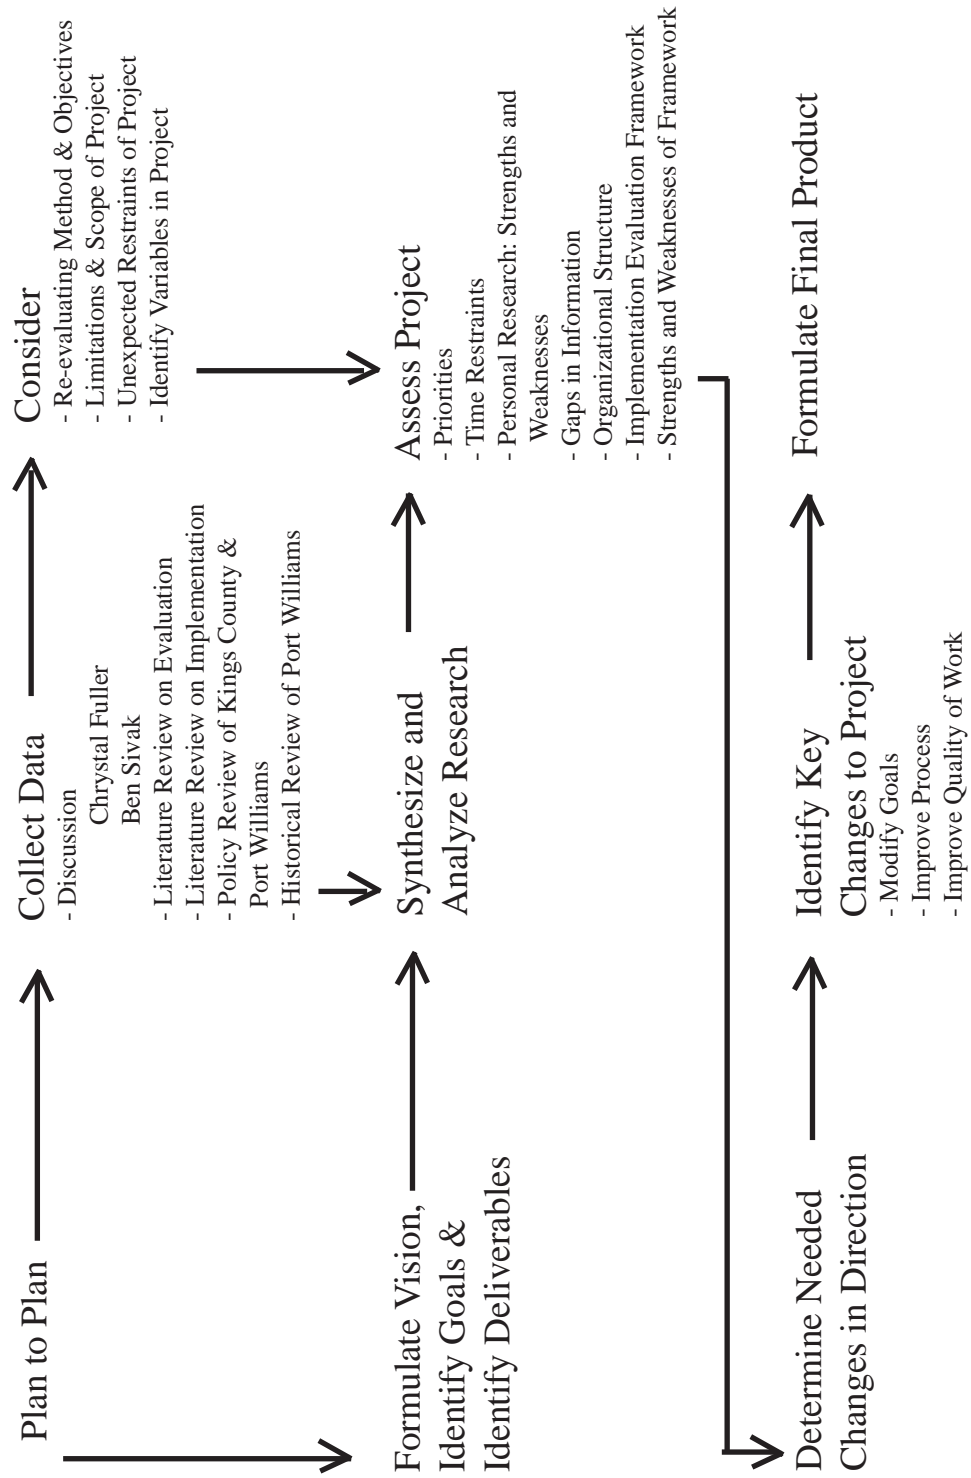 Plan to Plan
Collect Data
- Discussion
Chrystal Fuller
Ben Sivak
- Literature Review on Evaluation
- Literature Review on Implementation
- Policy Review of Kings County &
Port Williams
- Historical Review of Port Williams
Consider
- Re-evaluating Method & Objectives
- Limitations & Scope of Project
- Unexpected Restraints of Project
- Identify Variables in Project
Formulate Vision,
Identify Goals &
Identify Deliverables
Synthesize and
Analyze Research
Assess Project
- Priorities
- Time Restraints
- Personal Research: Strengths and
Weaknesses
- Gaps in Information
- Organizational Structure
- Implementation Evaluation Framework
- Strengths and Weaknesses of Framework
Determine Needed
Changes in Direction
Identify Key
Changes to Project
- Modify Goals
- Improve Process
- Improve Quality of Work
Formulate Final Product